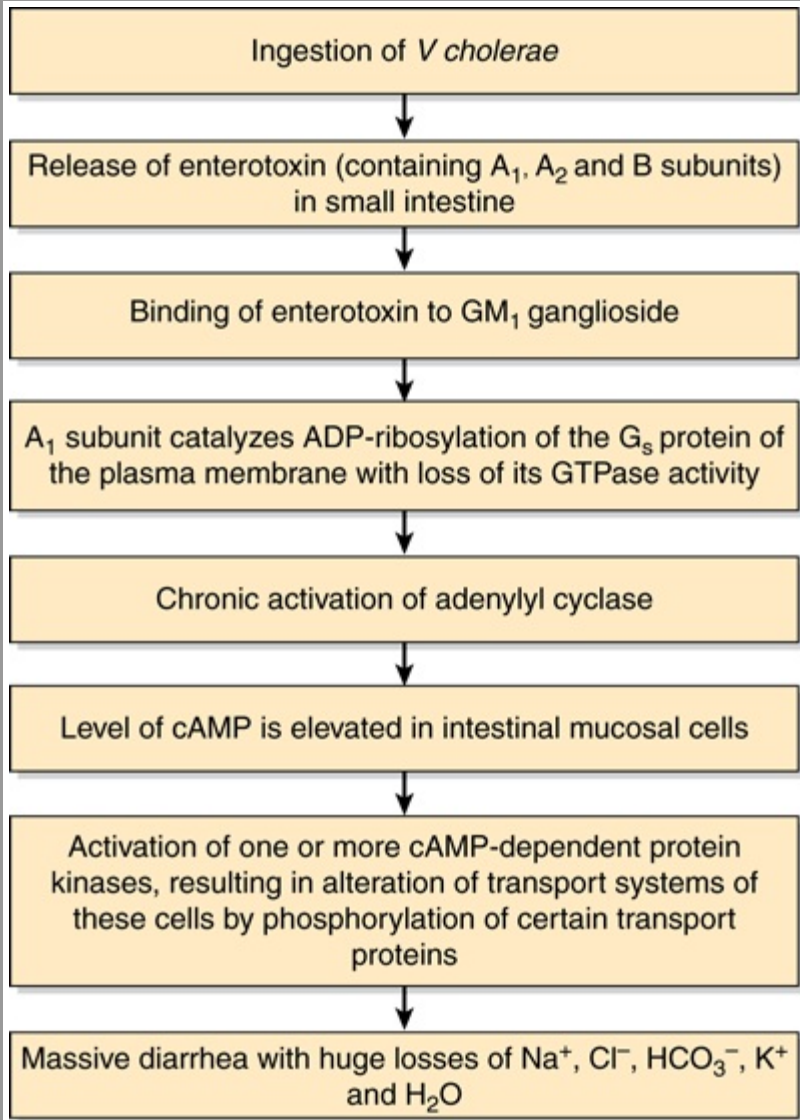 Ingestion of V cholerae
Release of enterotoxin (containing A₁, A₂ and B subunits)
in small intestine
Binding of enterotoxin to GM₁ ganglioside
A₁ subunit catalyzes ADP-ribosylation of the Gₛ protein of
the plasma membrane with loss of its GTPase activity
Chronic activation of adenylyl cyclase
Level of cAMP is elevated in intestinal mucosal cells
Activation of one or more cAMP-dependent protein
kinases, resulting in alteration of transport systems of
these cells by phosphorylation of certain transport
proteins
Massive diarrhea with huge losses of Na⁺, Cl⁻, HCO₃⁻, K⁺
and H₂O